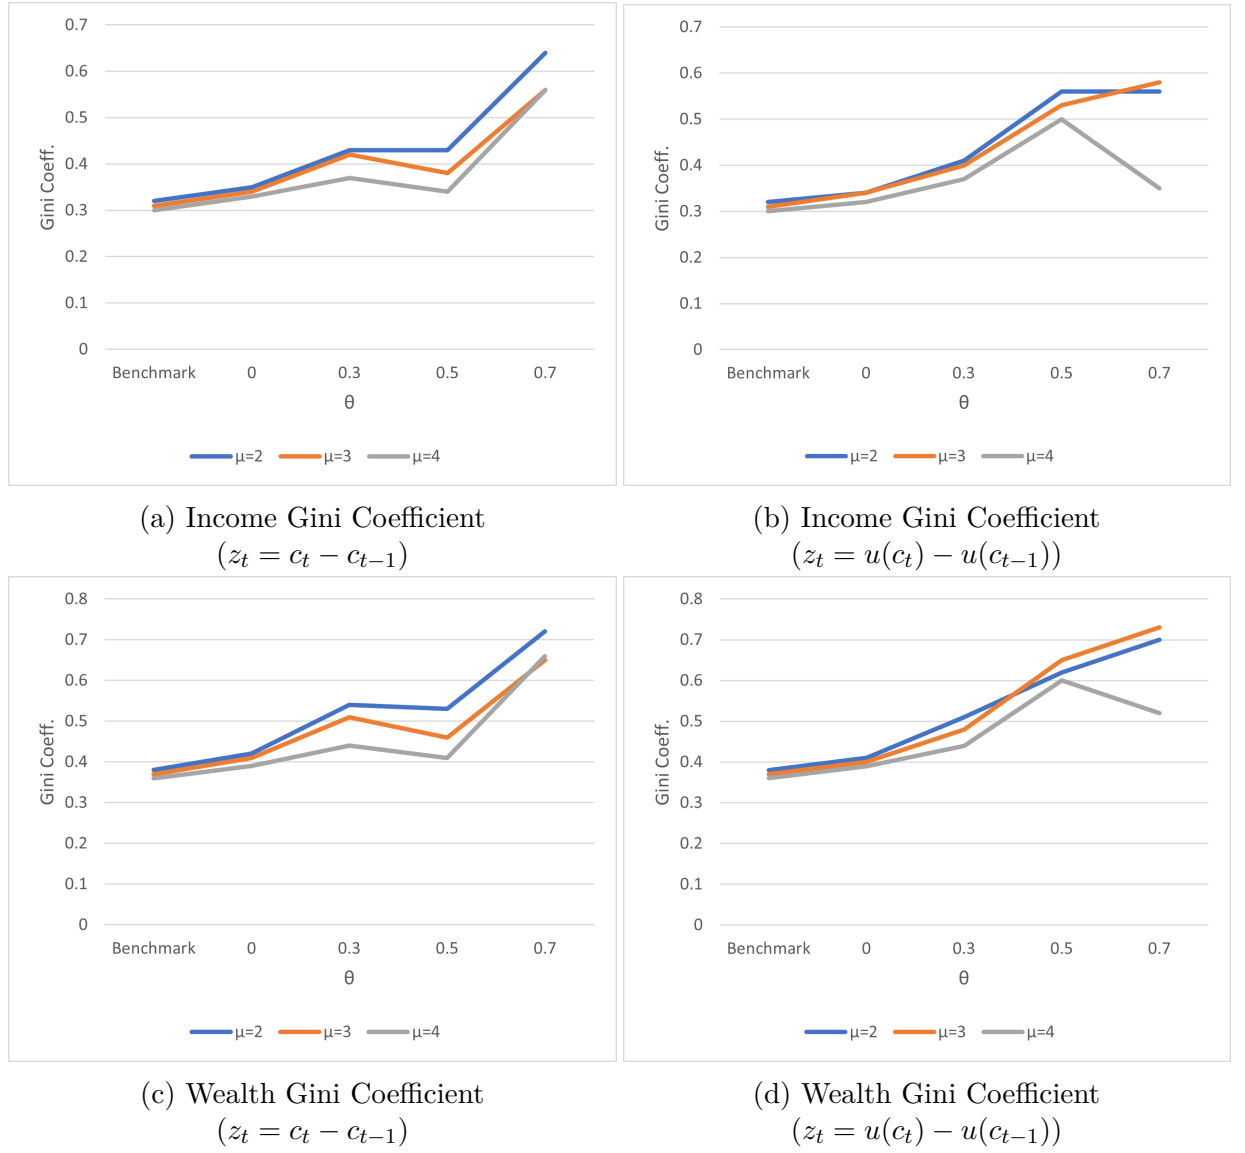 0.7
0.6
0.5
0.4
0.3
0.2
0.1
0
Gini Coeff.
Benchmark 0 0.3 0.5 0.7
θ
μ=2 μ=3 μ=4
(a) Income Gini Coefficient
(z_t = c_t − c_{t−1})
0.7
0.6
0.5
0.4
0.3
0.2
0.1
0
Gini Coeff.
Benchmark 0 0.3 0.5 0.7
θ
μ=2 μ=3 μ=4
(b) Income Gini Coefficient
(z_t = u(c_t) − u(c_{t−1}))
0.8
0.7
0.6
0.5
0.4
0.3
0.2
0.1
0
Gini Coeff.
Benchmark 0 0.3 0.5 0.7
θ
μ=2 μ=3 μ=4
(c) Wealth Gini Coefficient
(z_t = c_t − c_{t−1})
0.8
0.7
0.6
0.5
0.4
0.3
0.2
0.1
0
Gini Coeff.
Benchmark 0 0.3 0.5 0.7
θ
μ=2 μ=3 μ=4
(d) Wealth Gini Coefficient
(z_t = u(c_t) − u(c_{t−1}))